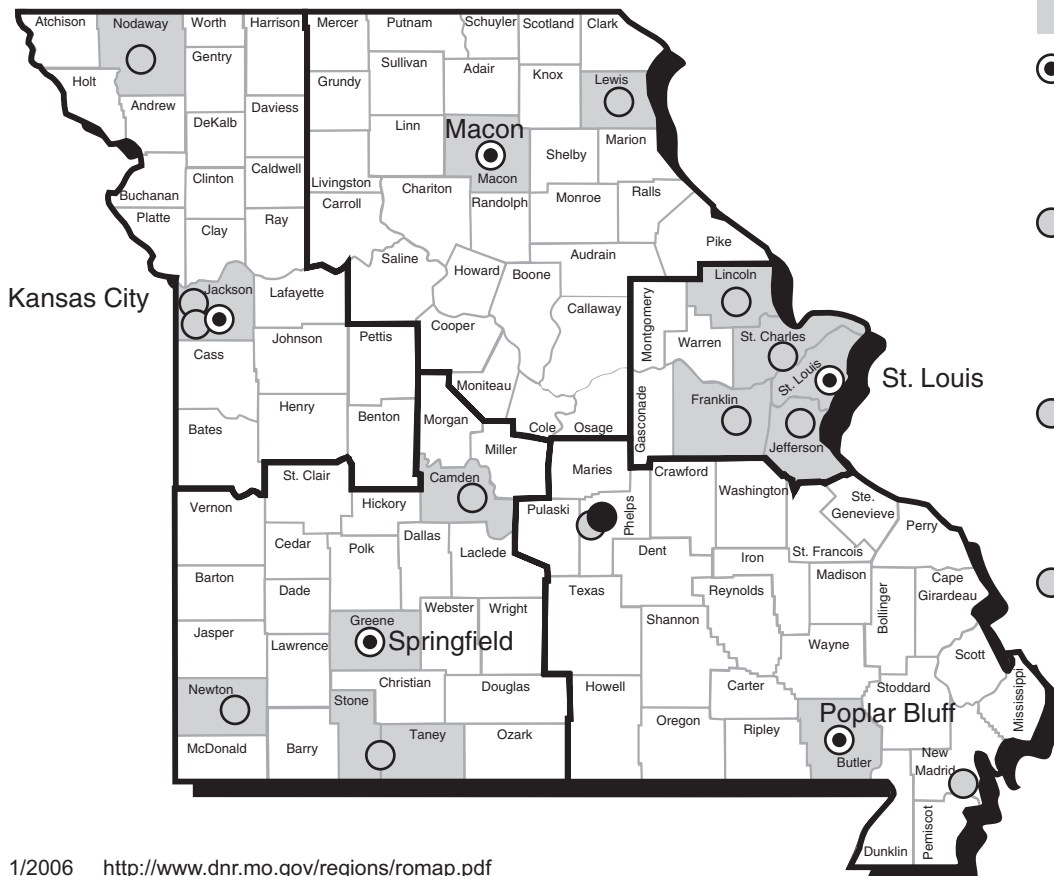 Atchison
Nodaway
Worth
Harrison
Mercer
Putnam
Schuyler
Scotland
Clark
Gentry
Sullivan
Adair
Holt
Grundy
Knox
Lewis
Andrew
Daviess
DeKalb
Linn
Macon
Marion
Shelby
Caldwell
Clinton
Livingston
Macon
Buchanan
Chariton
Randolph
Monroe
Ralls
Carroll
Platte
Clay
Ray
Pike
Saline
Audrain
Howard
Boone
Lincoln
Kansas City
Jackson
Lafayette
Callaway
Montgomery
Cooper
Warren
St. Charles
Johnson
Pettis
Cass
St. Louis
St. Louis
Moniteau
Franklin
Gasconade
Henry
Benton
Morgan
Bates
Cole
Osage
Miller
Jefferson
St. Clair
Maries
Crawford
Camden
Washington
Vernon
Hickory
Pulaski
Phelps
Ste.
Genevieve
Perry
Dallas
Cedar
Polk
Laclede
Dent
Iron
St. Francois
Barton
Dade
Texas
Reynolds
Madison
Bollinger
Cape
Girardeau
Webster
Wright
Greene
Shannon
Jasper
Lawrence
Springfield
Wayne
Scott
Christian
Douglas
Howell
Carter
Stoddard
Mississippi
Newton
Stone
Poplar Bluff
Oregon
Ripley
McDonald
Barry
Taney
Ozark
Butler
New
Madrid
Pemiscot
Dunklin
1/2006 http://www.dnr.mo.gov/regions/romap.pdf